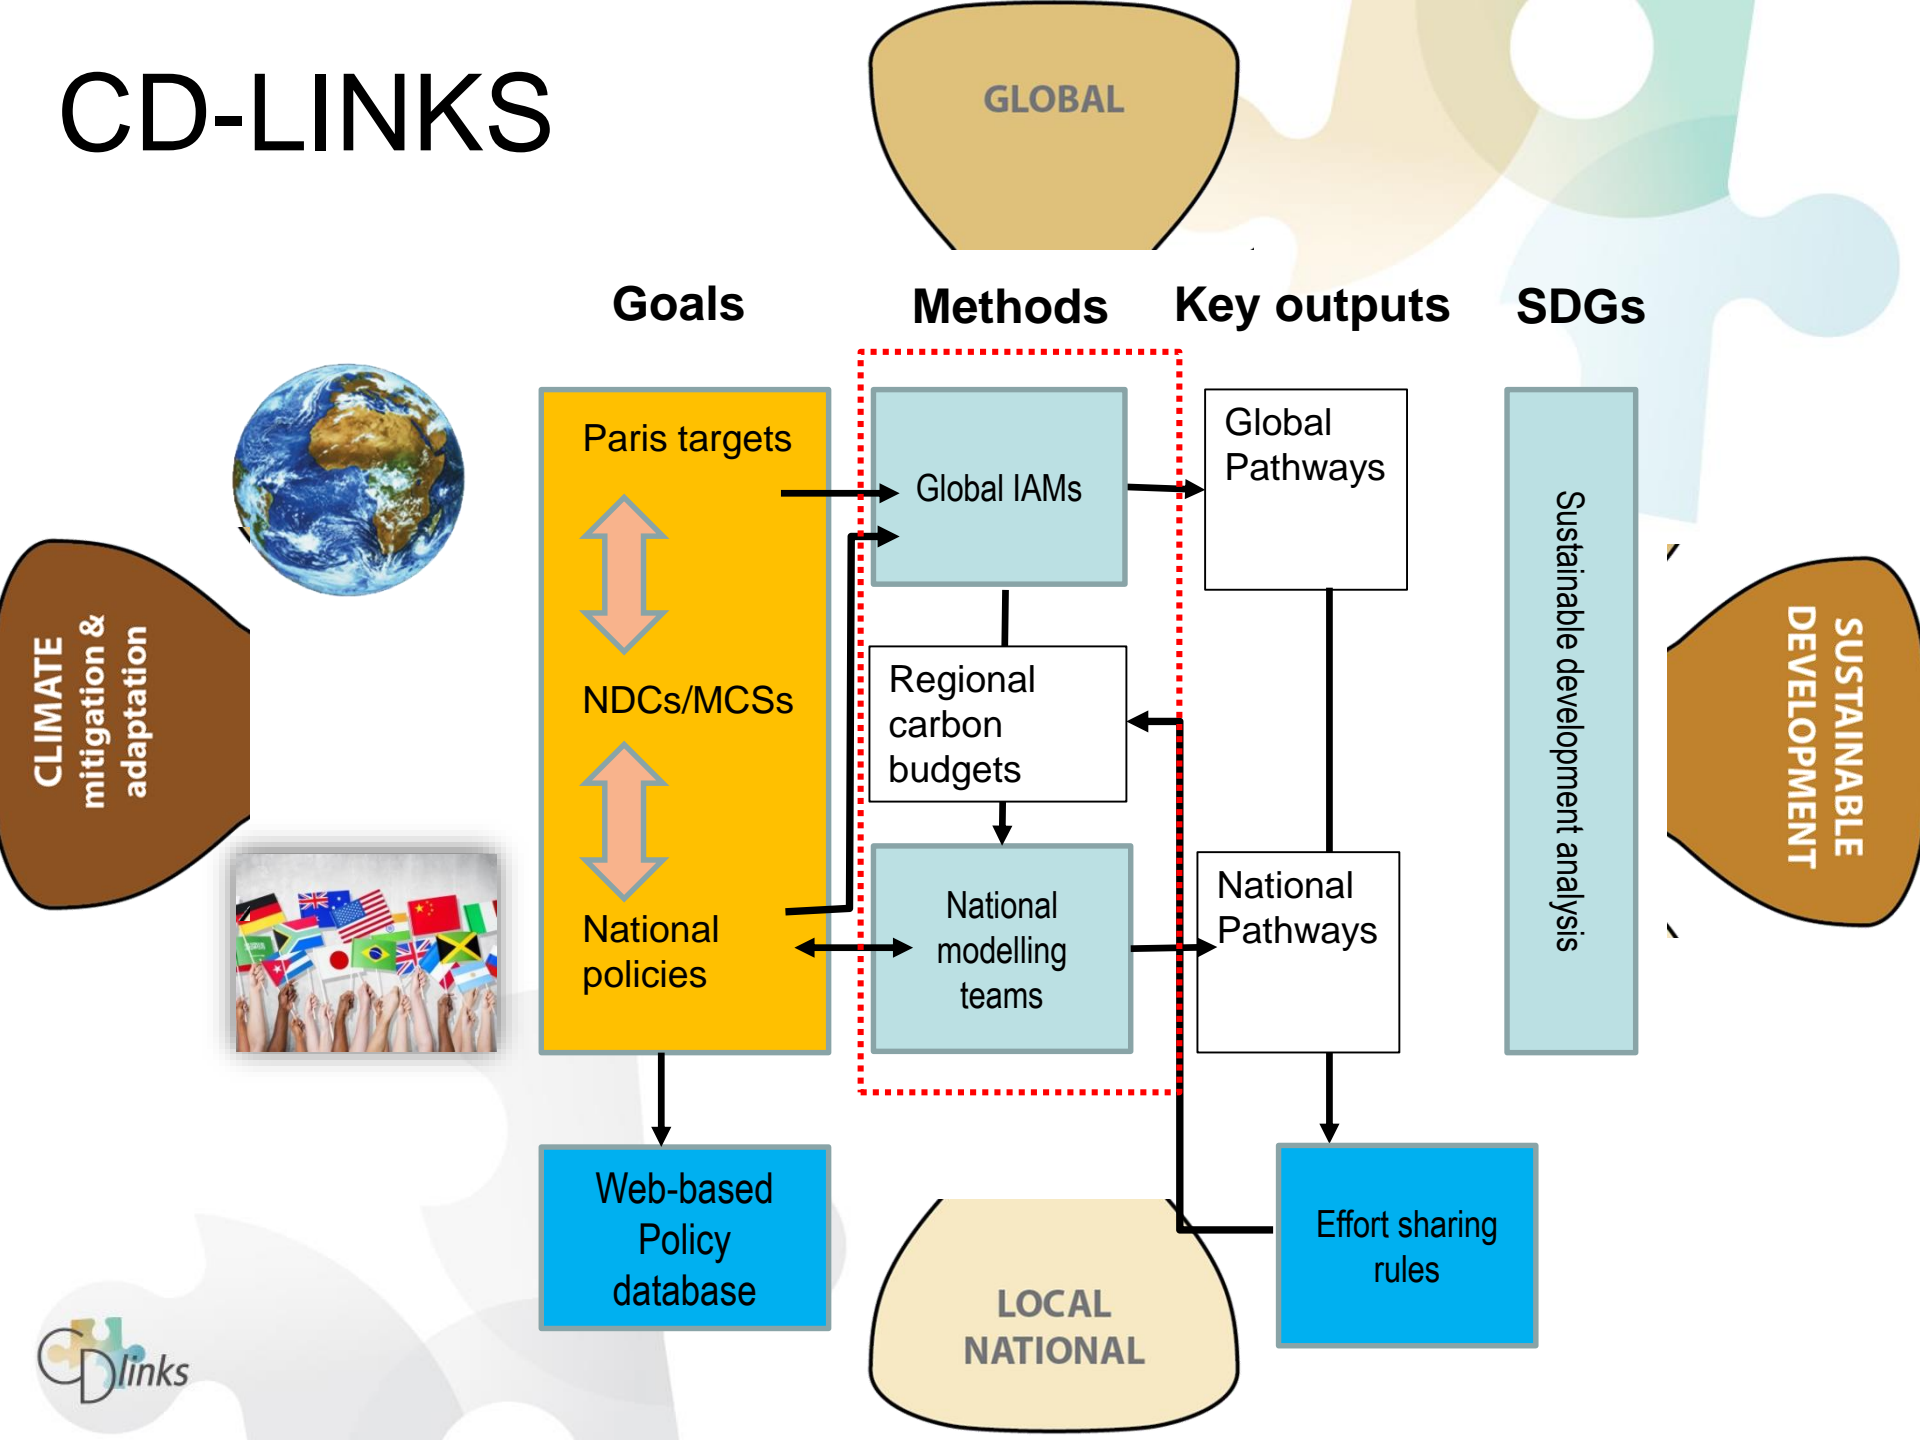 CD-LINKS
GLOBAL
Goals
Methods
Key outputs
SDGs
Paris targets
NDCs/MCSs
National
policies
Global IAMs
Regional
carbon
budgets
National
modelling
teams
Global
Pathways
National
Pathways
Sustainable development analysis
CLIMATE
mitigation &
adaptation
SUSTAINABLE
DEVELOPMENT
Web-based
Policy
database
Effort sharing
rules
LOCAL
NATIONAL
CDlinks